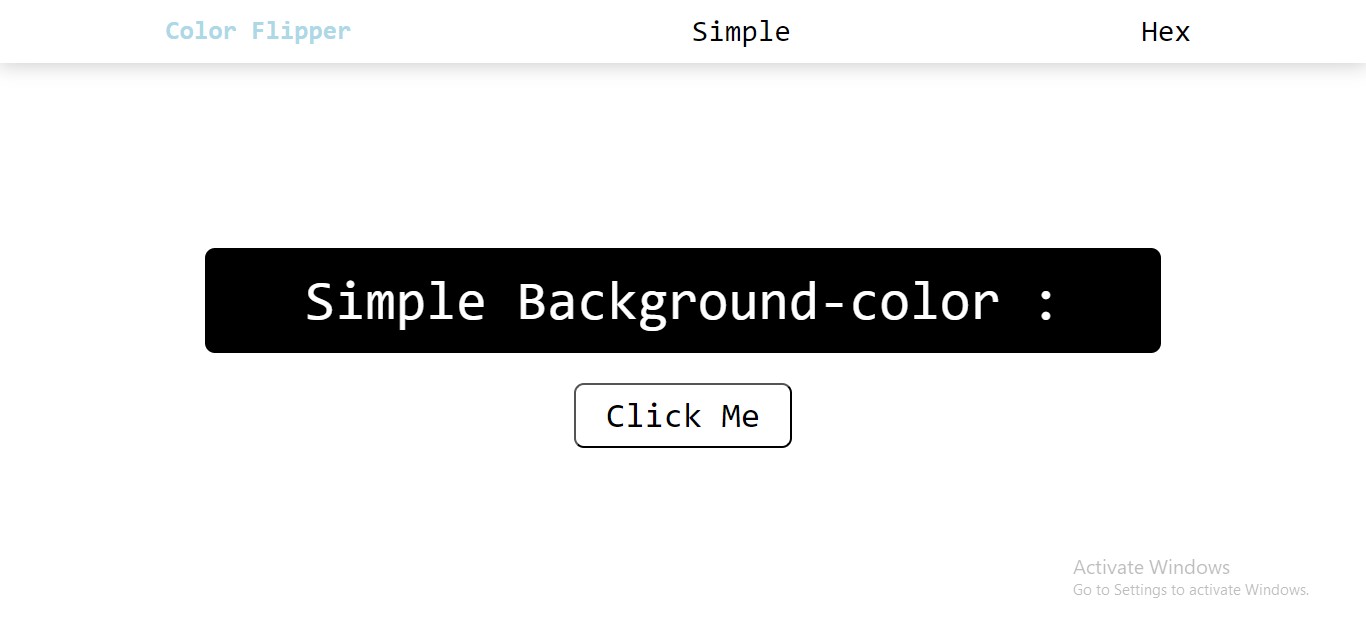 Color Flipper Simple Hex
Simple Background-color :
Click Me
Activate Windows
Go to Settings to activate Windows.